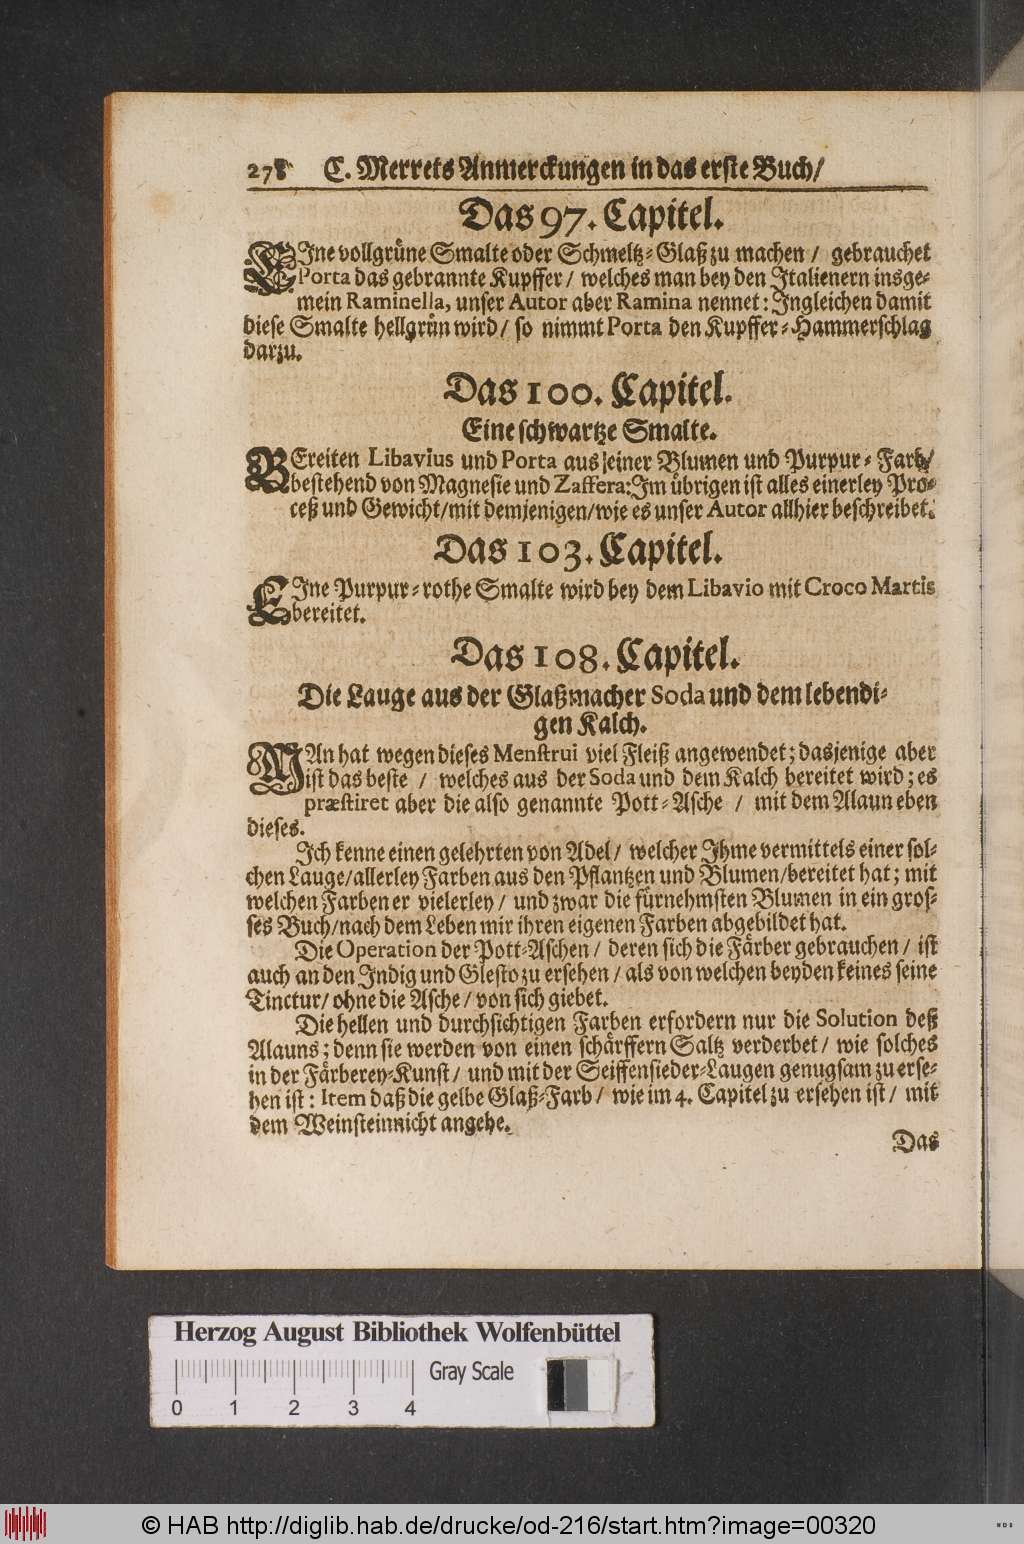 278 C. Merrets Anmerckungen in das erste Buch/
Das 97. Capitel.
EIne vollgrüne Smalte oder Schmeltz-Glaß zu machen / gebrauchet
Porta das gebrannte Kupffer / welches man bey den Italienern insge-
mein Raminella, unser Autor aber Ramina nennet: Ingleichen damit
diese Smalte hellgrün wird / so nimmt Porta den Kupffer-Hammerschlag
darzu.
Das 100. Capitel.
Eine schwartze Smalte.
BEreiten Libavius und Porta aus seiner Blumen und Purpur-Farb/
bestehend von Magnesie und Zaffera: Im übrigen ist alles einerley Pro-
ceß und Gewicht/mit demjenigen/wie es unser Autor allhier beschreibet.
Das 103. Capitel.
EIne Purpur-rothe Smalte wird bey dem Libavio mit Croco Martis
bereitet.
Das 108. Capitel.
Die Lauge aus der Glaßmacher Soda und dem lebendi-
gen Kalch.
MAn hat wegen dieses Menstrui viel Fleiß angewendet; dasjenige aber
ist das beste / welches aus der Soda und dem Kalch bereitet wird; es
præstiret aber die also genannte Pott-Asche / mit dem Alaun eben
dieses.
Ich kenne einen gelehrten von Adel / welcher Ihme vermittels einer sol-
chen Lauge/allerley Farben aus den Pflantzen und Blumen/bereitet hat; mit
welchen Farben er vielerley / und zwar die fürnehmsten Blumen in ein gros-
ses Buch/nach dem Leben mir ihren eigenen Farben abgebildet hat.
Die Operation der Pott-Aschen / deren sich die Färber gebrauchen / ist
auch an den Indig und Glesto zu ersehen / als von welchen beyden keines seine
Tinctur / ohne die Asche / von sich giebet.
Die hellen und durchsichtigen Farben erfordern nur die Solution deß
Alauns; denn sie werden von einen schärffern Saltz verderbet / wie solches
in der Färberey-Kunst / und mit der Seiffensieder-Laugen genugsam zu erse-
hen ist: Item daß die gelbe Glaß-Farb / wie im 4. Capitel zu ersehen ist / mit
dem Weinstein nicht angehe.
Das
Herzog August Bibliothek Wolfenbüttel
Gray Scale
0 1 2 3 4
© HAB http://diglib.hab.de/drucke/od-216/start.htm?image=00320